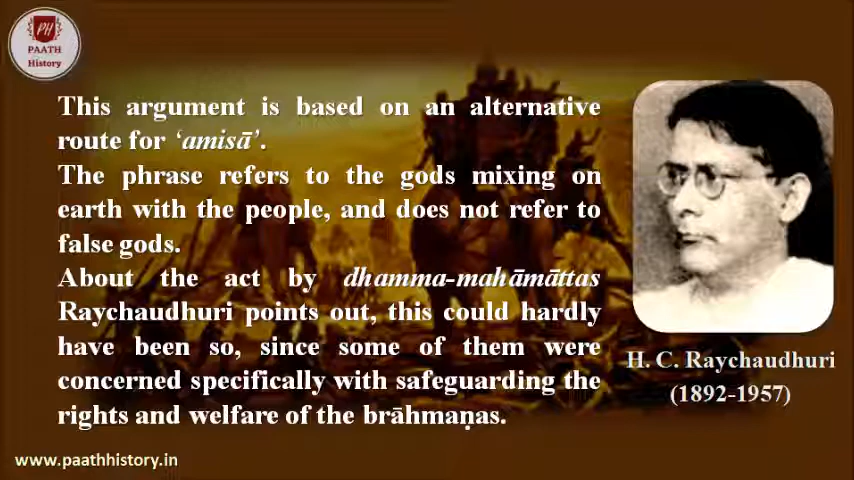 PH
PAATH
History
This argument is based on an alternative
route for ‘amisā’.
The phrase refers to the gods mixing on
earth with the people, and does not refer to
false gods.
About the act by dhamma-mahāmāttas
Raychaudhuri points out, this could hardly
have been so, since some of them were
concerned specifically with safeguarding the
rights and welfare of the brāhmaṇas.
H. C. Raychaudhuri
(1892-1957)
www.paathhistory.in